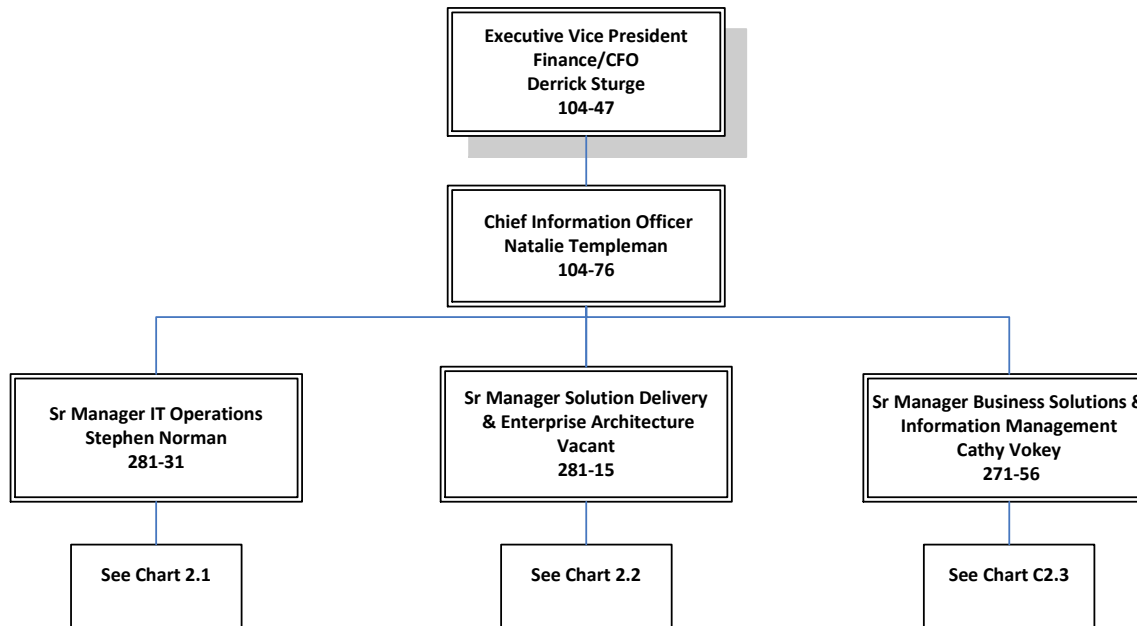 Executive Vice President
Finance/CFO
Derrick Sturge
104-47
Chief Information Officer
Natalie Templeman
104-76
Sr Manager IT Operations
Stephen Norman
281-31
Sr Manager Solution Delivery
& Enterprise Architecture
Vacant
281-15
Sr Manager Business Solutions &
Information Management
Cathy Vokey
271-56
See Chart 2.1
See Chart 2.2
See Chart C2.3